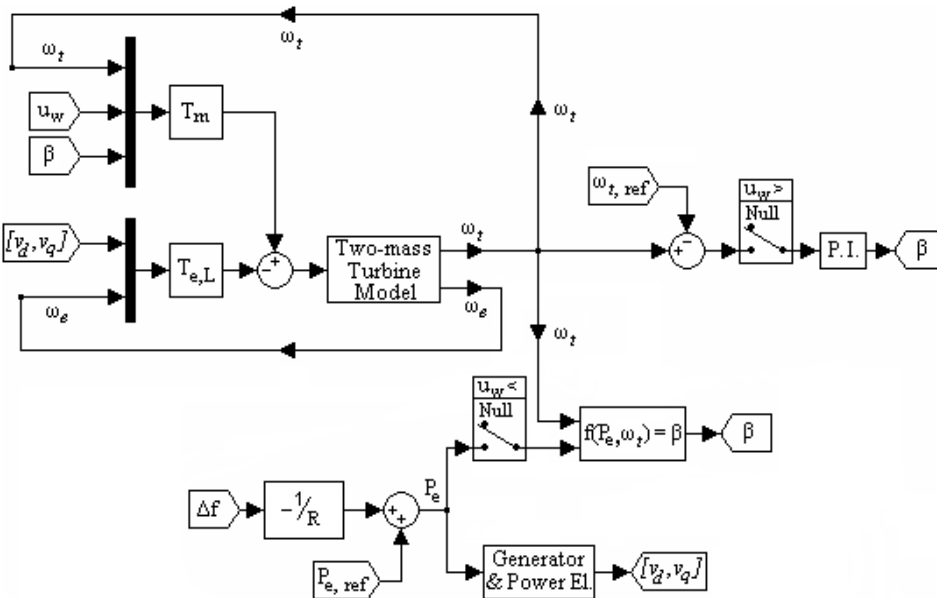 ω_t
ω_t
u_w
T_m
ω_t
β
ω_t, ref
u_w >
Null
[v_d, v_q]
T_e,L
-
+
Two-mass
Turbine
Model
ω_t
ω_e
+
-
P.I.
β
ω_e
ω_t
u_w <
Null
f(P_e, ω_t) = β
β
P_e
Δf
-1/R
+
+
P_e, ref
Generator
& Power El.
[v_d, v_q]